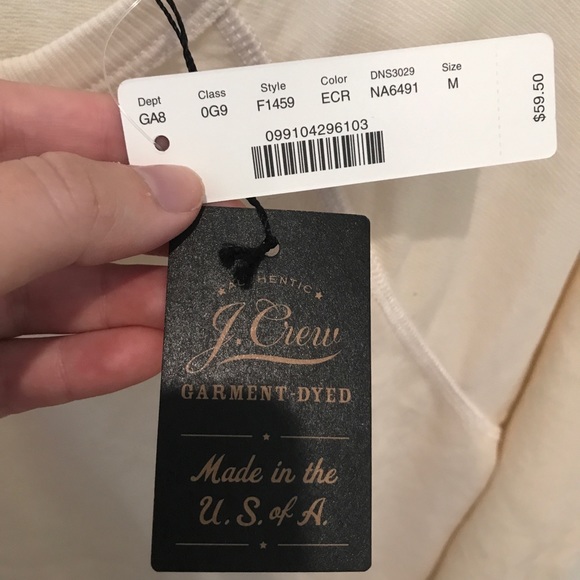 Dept Class Style Color DNS3029 Size
GA8 0G9 F1459 ECR NA6491 M
099104296103
$59.50
AUTHENTIC
J. Crew
GARMENT-DYED
Made in the
U. S. of A.